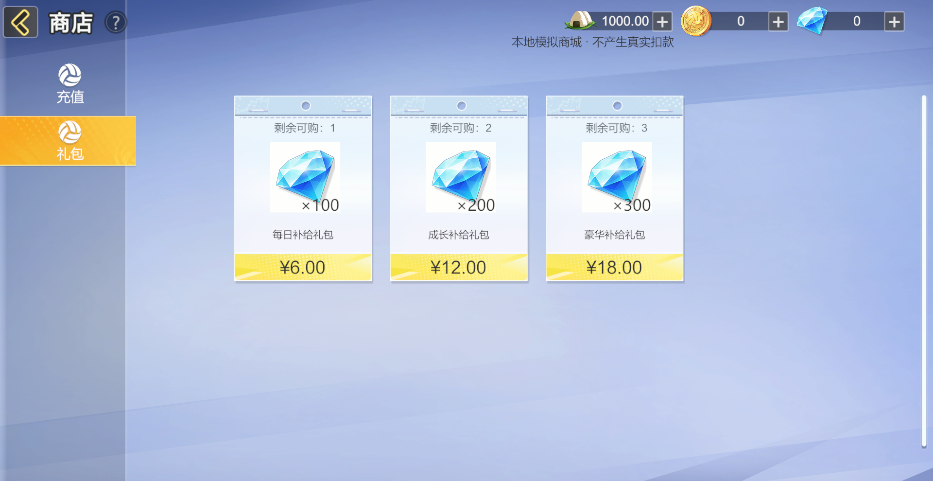 商店 ?
1000.00 + 0 + 0 +
本地模拟商城 · 不产生真实扣款
充值
礼包
剩余可购：1
×100
每日补给礼包
¥6.00
剩余可购：2
×200
成长补给礼包
¥12.00
剩余可购：3
×300
豪华补给礼包
¥18.00